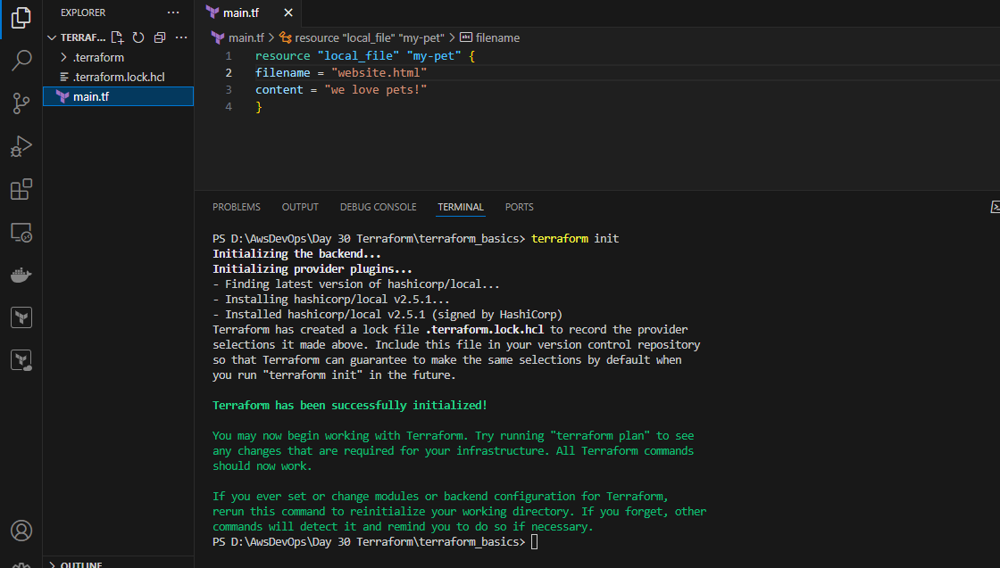 EXPLORER ...
TERRAF... ...
.terraform
.terraform.lock.hcl
main.tf
main.tf
main.tf > resource "local_file" "my-pet" > abc filename
1 resource "local_file" "my-pet" {
2 filename = "website.html"
3 content = "we love pets!"
4 }
PROBLEMS OUTPUT DEBUG CONSOLE TERMINAL PORTS
PS D:\AwsDevOps\Day 30 Terraform\terraform_basics> terraform init
Initializing the backend...
Initializing provider plugins...
- Finding latest version of hashicorp/local...
- Installing hashicorp/local v2.5.1...
- Installed hashicorp/local v2.5.1 (signed by HashiCorp)
Terraform has created a lock file .terraform.lock.hcl to record the provider
selections it made above. Include this file in your version control repository
so that Terraform can guarantee to make the same selections by default when
you run "terraform init" in the future.
Terraform has been successfully initialized!
You may now begin working with Terraform. Try running "terraform plan" to see
any changes that are required for your infrastructure. All Terraform commands
should now work.
If you ever set or change modules or backend configuration for Terraform,
rerun this command to reinitialize your working directory. If you forget, other
commands will detect it and remind you to do so if necessary.
PS D:\AwsDevOps\Day 30 Terraform\terraform_basics>
OUTLINE